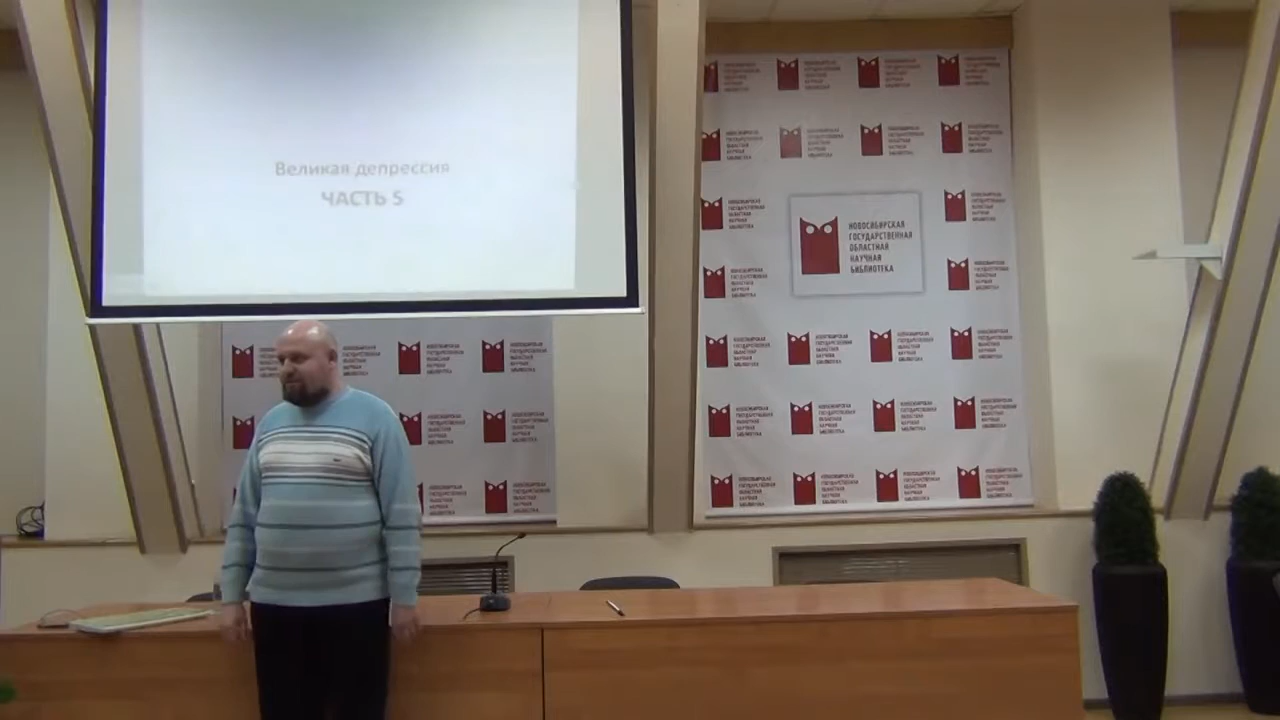 Великая депрессия
ЧАСТЬ 5
НОВОСИБИРСКАЯ
ГОСУДАРСТВЕННАЯ
ОБЛАСТНАЯ
НАУЧНАЯ
БИБЛИОТЕКА